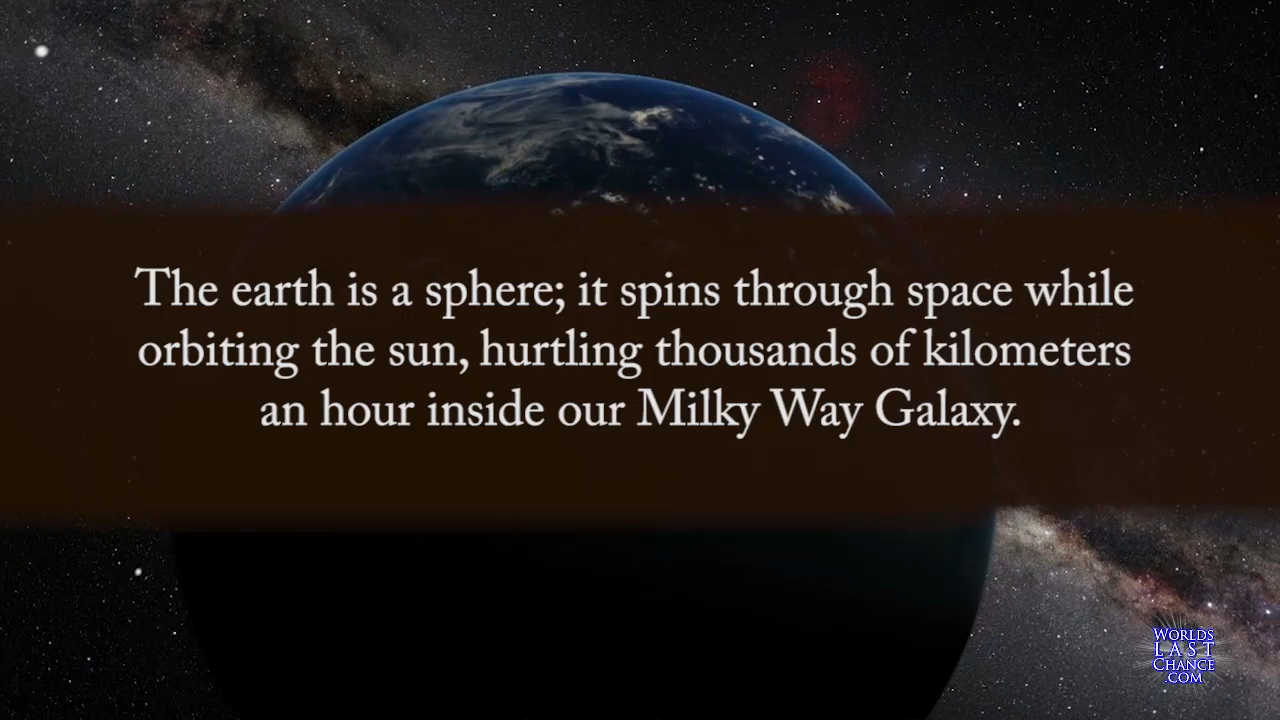 The earth is a sphere; it spins through space while
orbiting the sun, hurtling thousands of kilometers
an hour inside our Milky Way Galaxy.
WORLDS
LAST
CHANCE
.COM